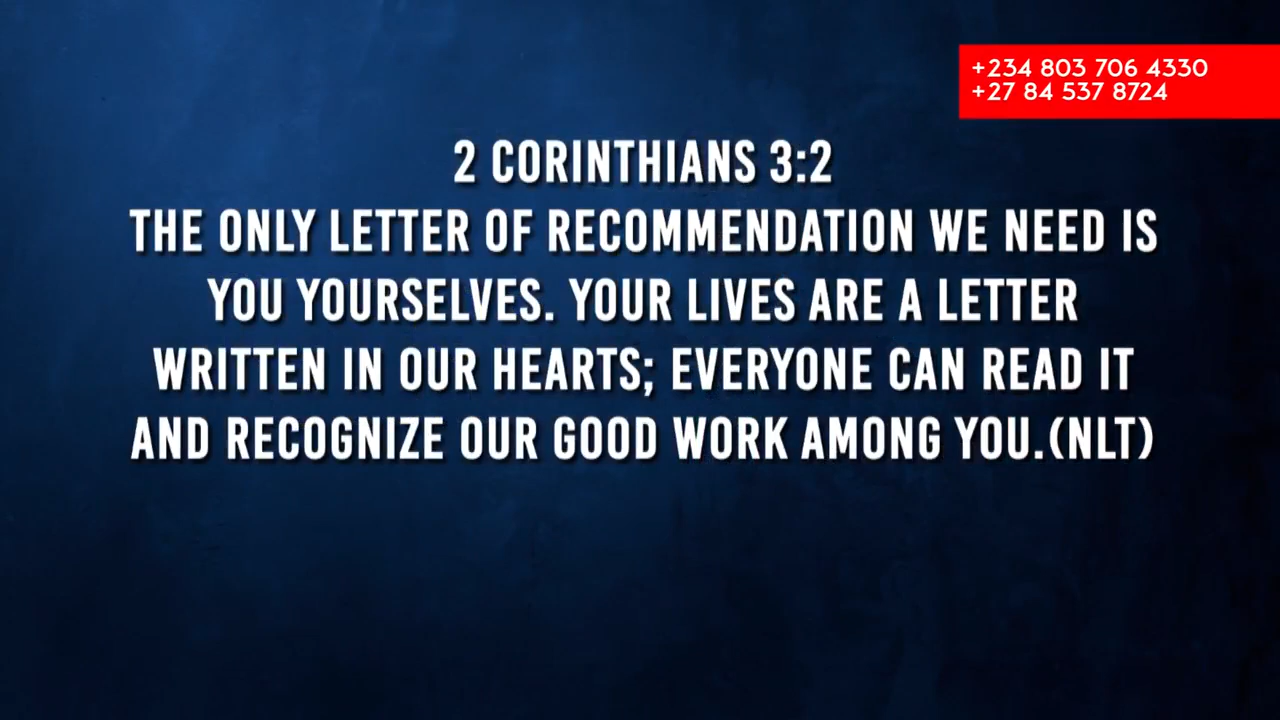 +234 803 706 4330
+27 84 537 8724
2 CORINTHIANS 3:2
THE ONLY LETTER OF RECOMMENDATION WE NEED IS
YOU YOURSELVES. YOUR LIVES ARE A LETTER
WRITTEN IN OUR HEARTS; EVERYONE CAN READ IT
AND RECOGNIZE OUR GOOD WORK AMONG YOU.(NLT)